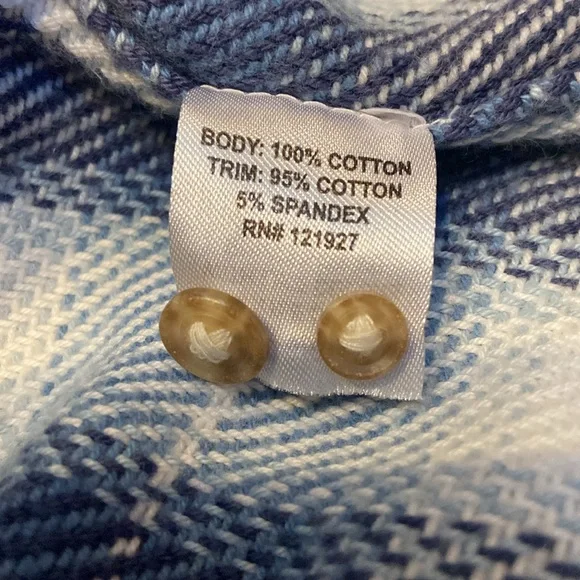 BODY: 100% COTTON
TRIM: 95% COTTON
5% SPANDEX
RN# 121927